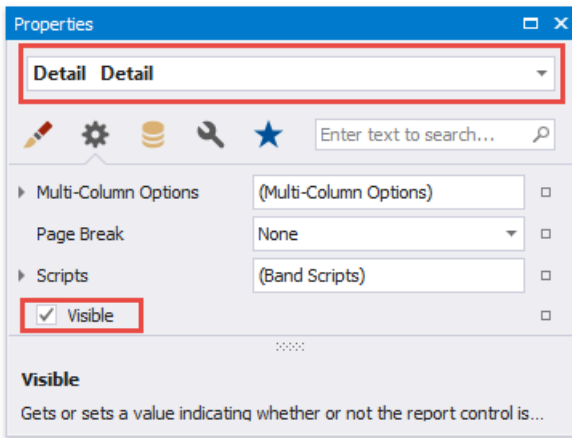 Properties
Detail Detail
Enter text to search...
Multi-Column Options (Multi-Column Options)
Page Break None
Scripts (Band Scripts)
Visible
Visible
Gets or sets a value indicating whether or not the report control is...